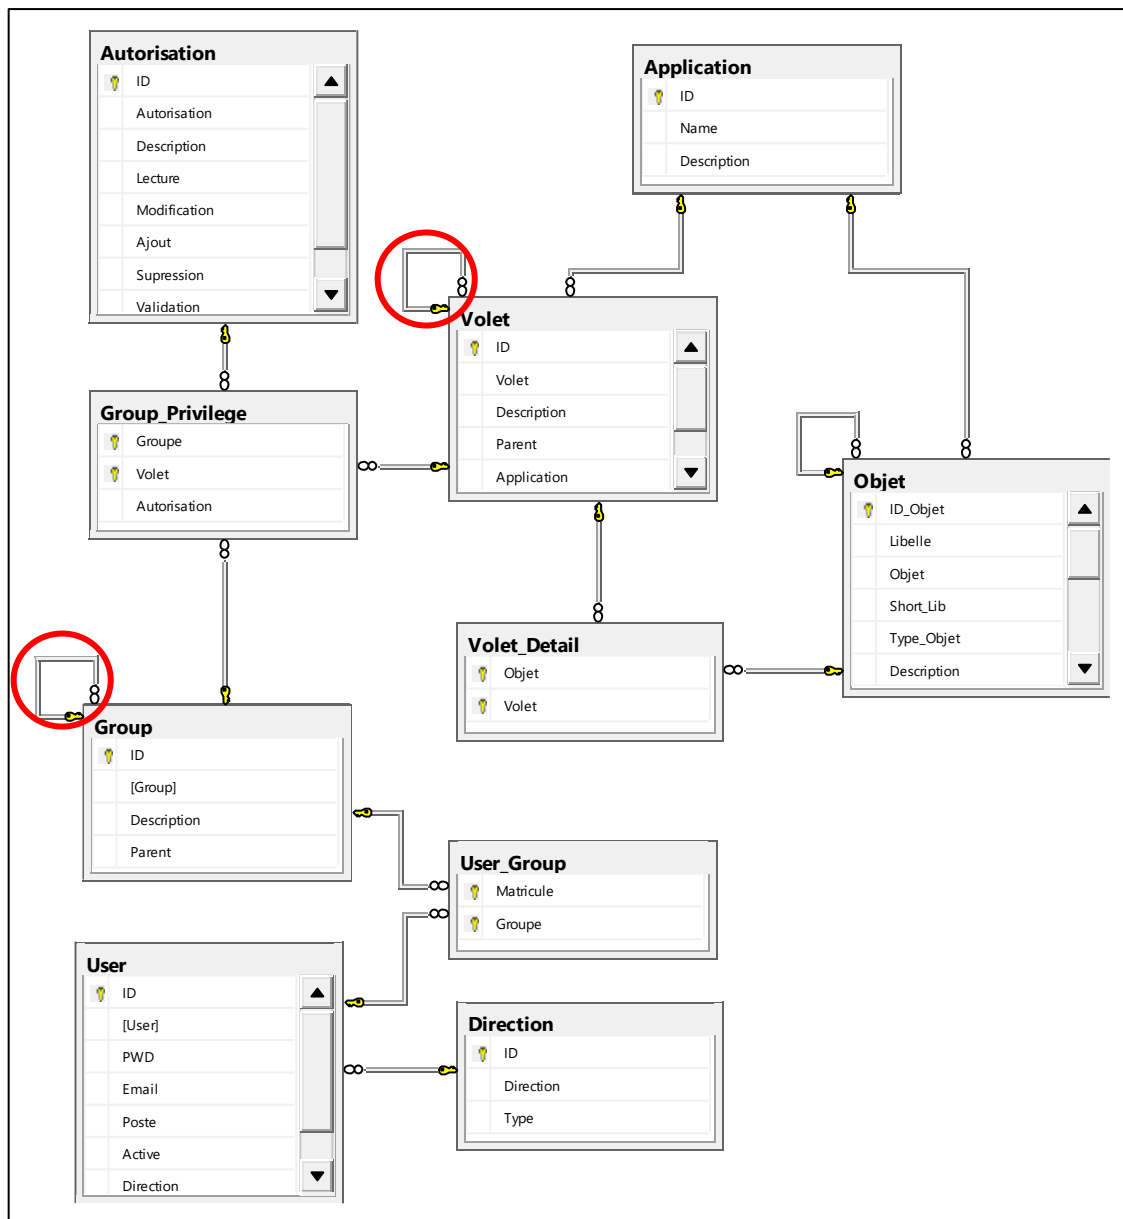 Autorisation
ID
Autorisation
Description
Lecture
Modification
Ajout
Supression
Validation
Application
ID
Name
Description
Volet
ID
Volet
Description
Parent
Application
Group_Privilege
Groupe
Volet
Autorisation
Objet
ID_Objet
Libelle
Objet
Short_Lib
Type_Objet
Description
Volet_Detail
Objet
Volet
Group
ID
[Group]
Description
Parent
User_Group
Matricule
Groupe
User
ID
[User]
PWD
Email
Poste
Active
Direction
Direction
ID
Direction
Type